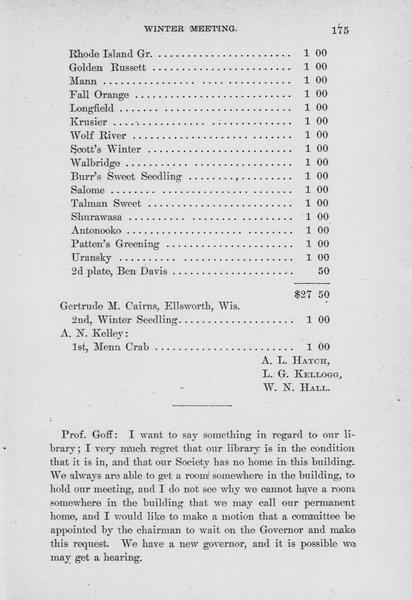 WINTER MEETING. 175
Rhode Island Gr. ....................... 1 00
Golden Russett ........................ 1 00
Mann ................................. 1 00
Fall Orange ........................... 1 00
Longfield ............................. 1 00
Krusier ............................... 1 00
Wolf River ............................ 1 00
Scott's Winter ......................... 1 00
Walbridge ............................ 1 00
Burr's Sweet Seedling .................. 1 00
Salome ............................... 1 00
Talman Sweet ......................... 1 00
Shurawasa ............................ 1 00
Antonooko ............................ 1 00
Patten's Greening ...................... 1 00
Uransky .............................. 1 00
2d plate, Ben Davis .................... 50
$27 50
Gertrude M. Cairns, Ellsworth, Wis.
2nd, Winter Seedling................... 1 00
A. N. Kelley:
1st, Menn Crab ....................... 1 00
A. L. HATCH,
L. G. KELLOGG,
W. N. HALL.
Prof. Goff: I want to say something in regard to our li-
brary; I very much regret that our library is in the condition
that it is in, and that our Society has no home in this building.
We always are able to get a room somewhere in the building, to
hold our meeting, and I do not see why we cannot have a room
somewhere in the building that we may call our permanent
home, and I would like to make a motion that a committee be
appointed by the chairman to wait on the Governor and make
this request. We have a new governor, and it is possible we
may get a hearing.